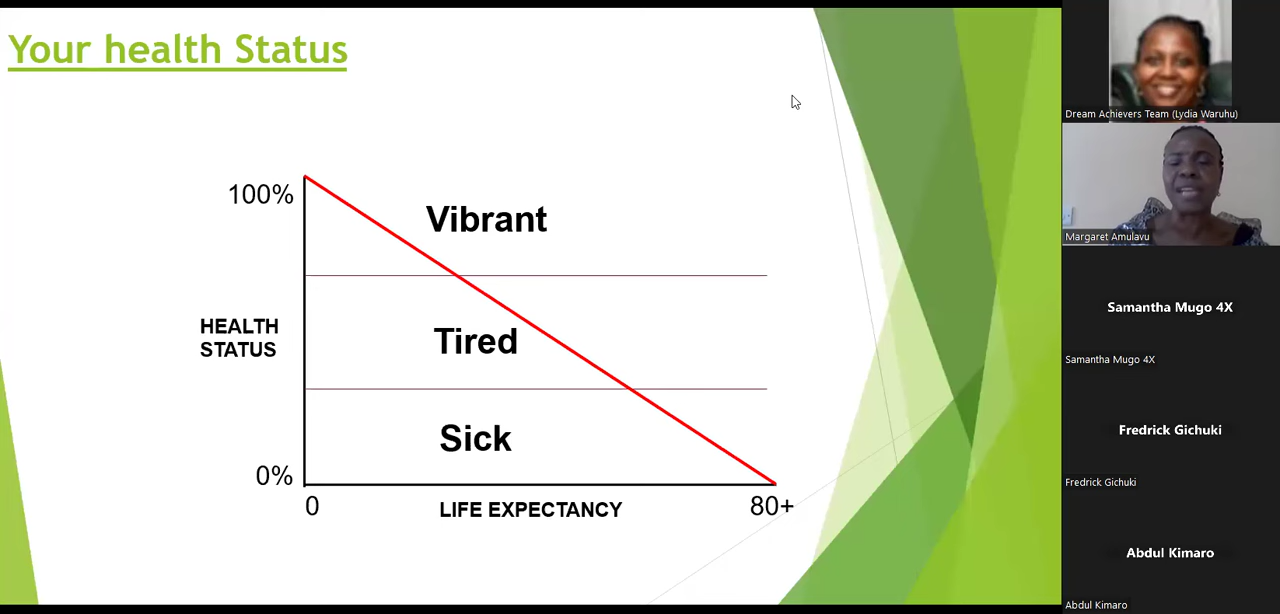 Your health Status
100%
Vibrant
HEALTH
STATUS
Tired
Sick
0%
0
LIFE EXPECTANCY
80+
Dream Achievers Team (Lydia Waruhu)
Margaret Amulavu
Samantha Mugo 4X
Samantha Mugo 4X
Fredrick Gichuki
Fredrick Gichuki
Abdul Kimaro
Abdul Kimaro